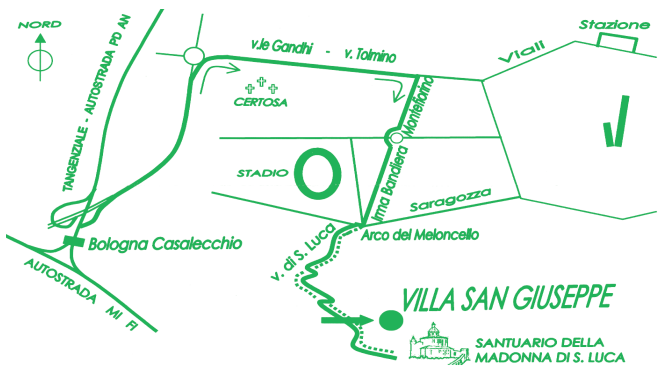 NORD
Stazione
Viali
v.le Gandhi - v. Tolmino
TANGENZIALE - AUTOSTRADA PD AN
CERTOSA
Montefiorino
STADIO
Irma Bandiera
Saragozza
Arco del Meloncello
v. di S. Luca
Bologna Casalecchio
AUTOSTRADA MI FI
VILLA SAN GIUSEPPE
SANTUARIO DELLA
MADONNA DI S. LUCA